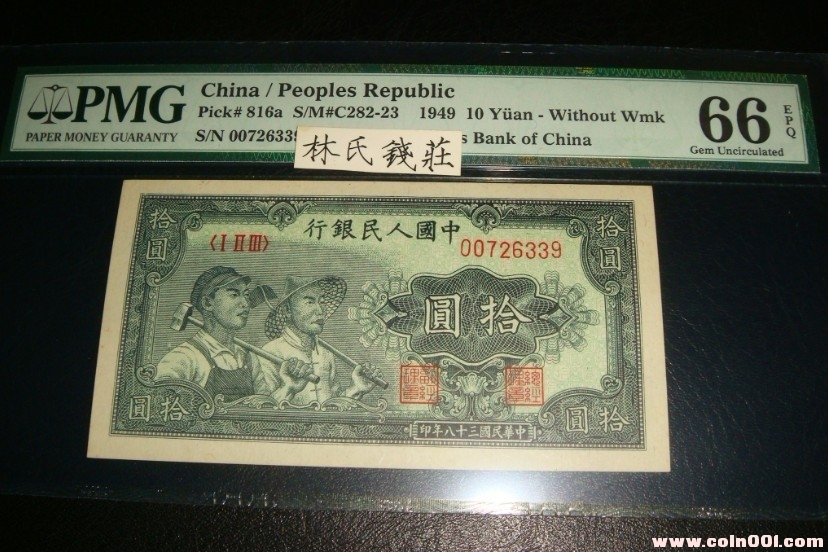 PMG
PAPER MONEY GUARANTY
China / Peoples Republic
Pick# 816a S/M#C282-23 1949 10 Yüan - Without Wmk
S/N 00726339 s Bank of China
66 EPQ
Gem Uncirculated
林氏錢莊
拾圓
行銀民人國中
拾圓
〈I II III〉
00726339
圓拾
圓拾
印年八十三國民華中
圓拾
www.coin001.com